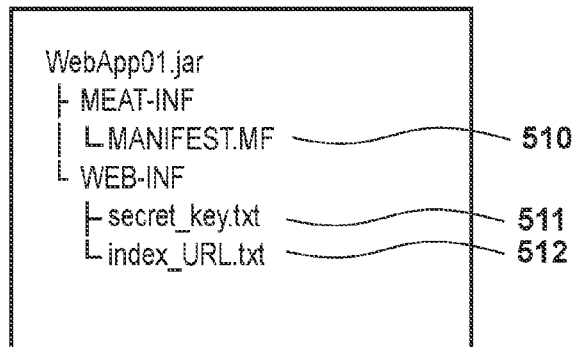 WebApp01.jar
MEAT-INF
MANIFEST.MF 510
WEB-INF
secret_key.txt 511
index_URL.txt 512